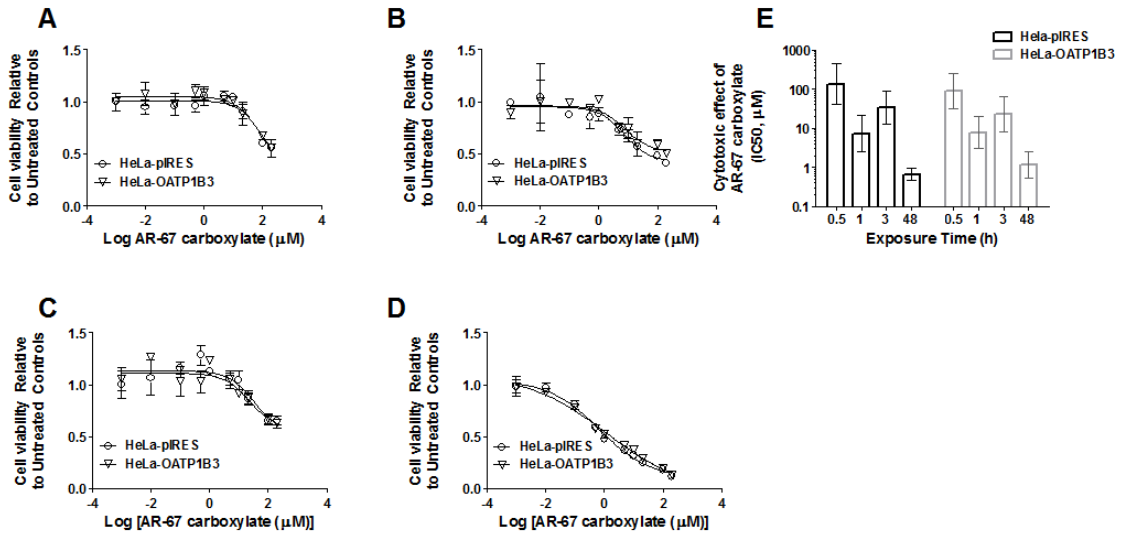 A
Cell viability Relative
to Untreated Controls
1.5
1.0
0.5
0.0
HeLa-pIRES
HeLa-OATP1B3
-4
-2
0
2
4
Log AR-67 carboxylate (μM)
B
Cell viability Relative
to Untreated Controls
1.5
1.0
0.5
0.0
HeLa-pIRES
HeLa-OATP1B3
-4
-2
0
2
4
Log AR-67 carboxylate (μM)
E
Hela-pIRES
HeLa-OATP1B3
Cytotoxic effect of
AR-67 carboxylate
(IC50, μM)
1000
100
10
1
0.1
0.5
1
3
48
0.5
1
3
48
Exposure Time (h)
C
Cell viability Relative
to Untreated Controls
1.5
1.0
0.5
0.0
HeLa-pIRES
HeLa-OATP1B3
-4
-2
0
2
4
Log [AR-67 carboxylate (μM)]
D
Cell viability Relative
to Untreated Controls
1.5
1.0
0.5
0.0
HeLa-pIRES
HeLa-OATP1B3
-4
-2
0
2
4
Log [AR-67 carboxylate (μM)]